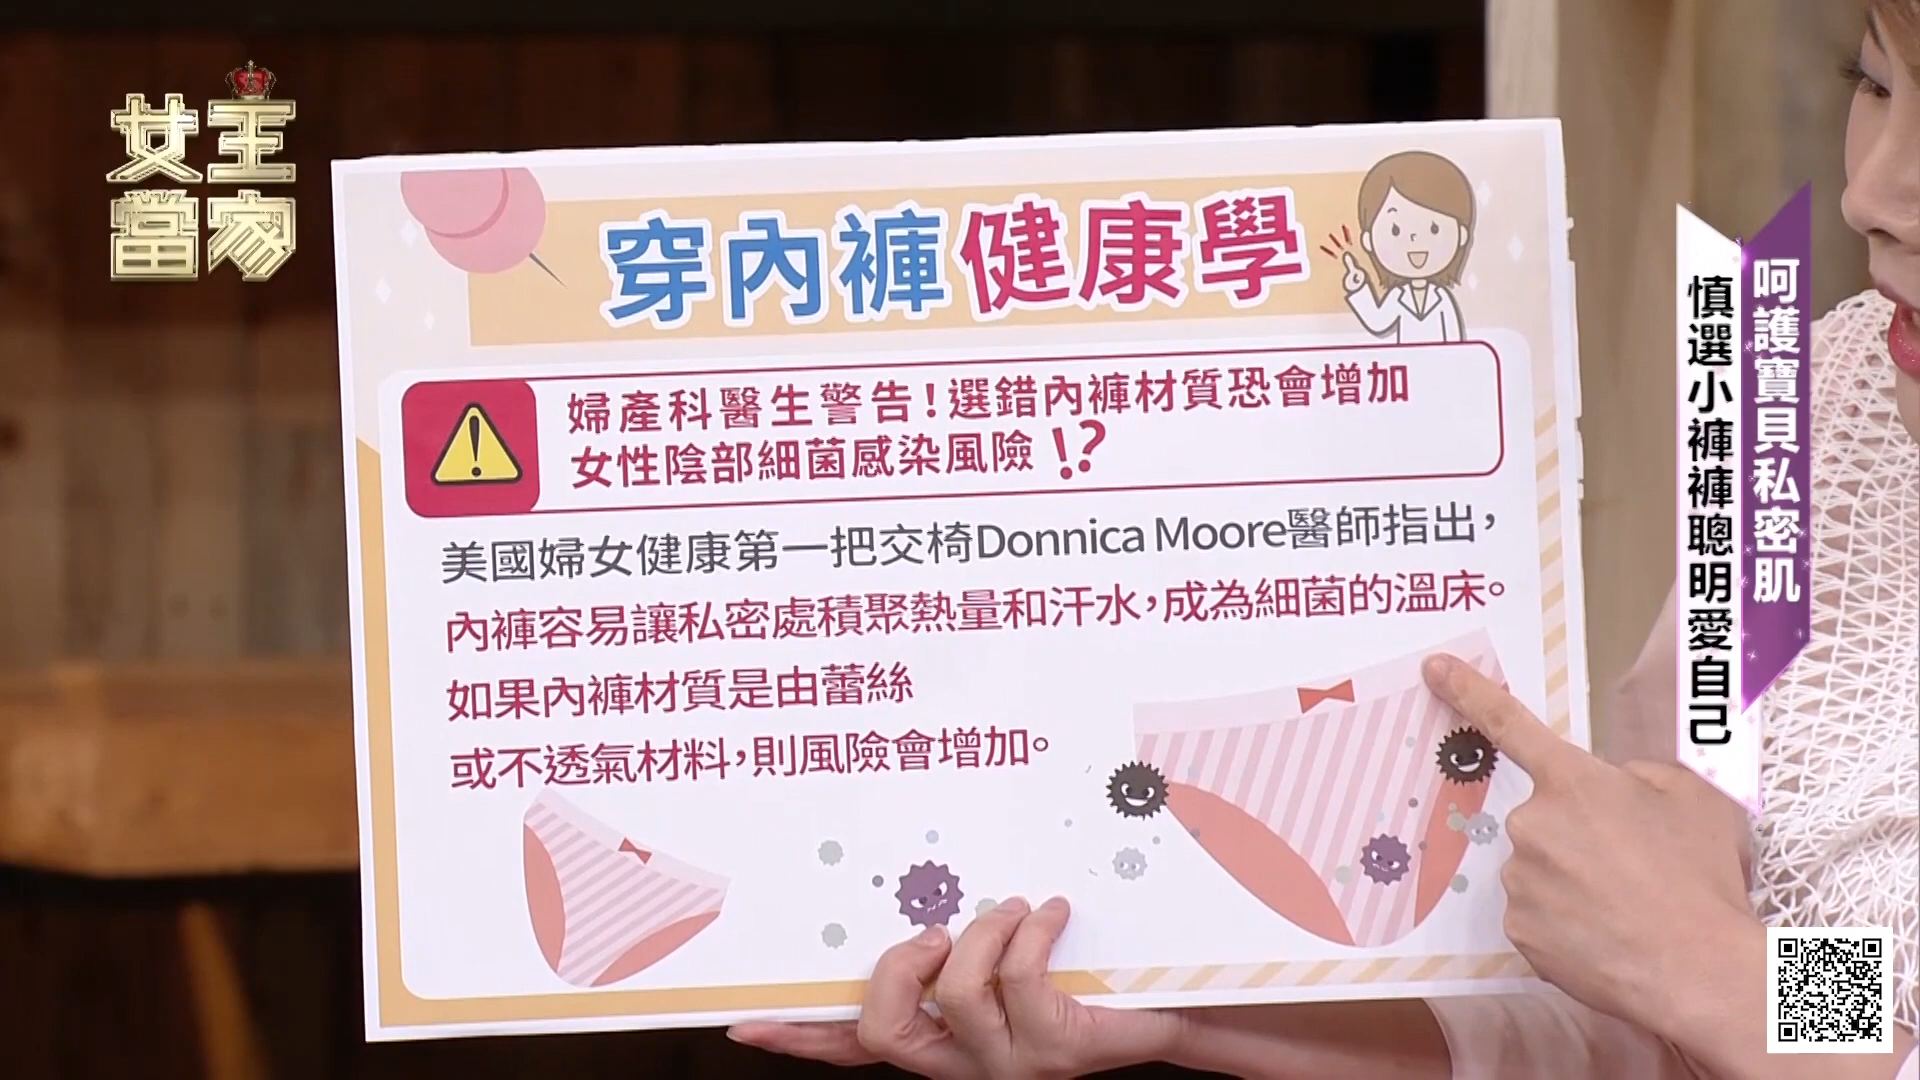 女王
當家
穿內褲健康學
婦產科醫生警告!選錯內褲材質恐會增加
女性陰部細菌感染風險!?
美國婦女健康第一把交椅Donnica Moore醫師指出,
內褲容易讓私密處積聚熱量和汗水,成為細菌的溫床。
如果內褲材質是由蕾絲
或不透氣材料,則風險會增加。
呵護寶貝私密肌
慎選小褲褲聰明愛自己